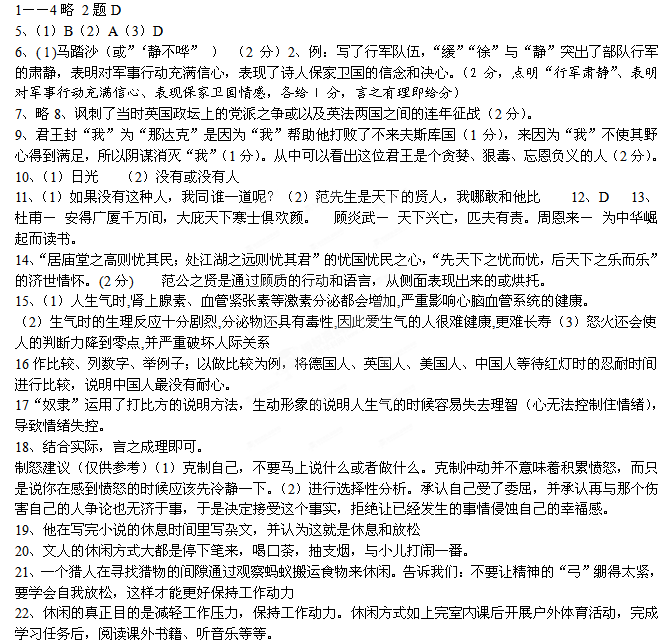 1－－4略 2题D
5、（1）B（2）A（3）D
6、(1)马踏沙（或”‘静不哗” ） （2 分）2、例：写了行军队伍，“缓”“徐”与“静”突出了部队行军
的肃静，表明对军事行动充满信心，表现了诗人保家卫国的信念和决心。（2 分，点明“行军肃静”、表明
对军事行动充满信心、表现保家卫国情感，各给 1 分，言之有理即给分）
7、略 8、讽刺了当时英国政坛上的党派之争或以及英法两国之间的连年征战（2 分）。
9、君王封“我”为“那达克”是因为“我”帮助他打败了不来夫斯库国（1 分），来因为“我”不使其野
心得到满足，所以阴谋消灭“我”（1 分）。从中可以看出这位君王是个贪婪、狠毒、忘恩负义的人（2 分）。
10、（1）日光 （2）没有或没有人
11、（1）如果没有这种人，我同谁一道呢？（2）范先生是天下的贤人，我哪敢和他比 12、D 13、
杜甫一 安得广厦千万间，大庇天下寒士俱欢颜。 顾炎武一 天下兴亡，匹夫有责。周恩来一 为中华崛
起而读书。
14、“居庙堂之高则忧其民；处江湖之远则忧其君”的忧国忧民之心，“先天下之忧而忧，后天下之乐而乐”
的济世情怀。(2 分) 范公之贤是通过顾质的行动和语言，从侧面表现出来的或烘托。
15、（1）人生气时,肾上腺素、血管紧张素等激素分泌都会增加,严重影响心脑血管系统的健康。
（2）生气时的生理反应十分剧烈,分泌物还具有毒性,因此爱生气的人很难健康,更难长寿（3）怒火还会使
人的判断力降到零点,并严重破坏人际关系
16 作比较、列数字、举例子；以做比较为例，将德国人、英国人、美国人、中国人等待红灯时的忍耐时间
进行比较，说明中国人最没有耐心。
17“奴隶”运用了打比方的说明方法，生动形象的说明人生气的时候容易失去理智（心无法控制住情绪），
导致情绪失控。
18、结合实际，言之成理即可。
制怒建议（仅供参考）（1）克制自己，不要马上说什么或者做什么。克制冲动并不意味着积累愤怒，而只
是说你在感到愤怒的时候应该先冷静一下。（2）进行选择性分析。承认自己受了委屈，并承认再与那个伤
害自己的人争论也无济于事，于是决定接受这个事实，拒绝让已经发生的事情侵蚀自己的幸福感。
19、他在写完小说的休息时间里写杂文，并认为这就是休息和放松
20、文人的休闲方式大都是停下笔来，喝口茶，抽支烟，与小儿打闹一番。
21、一个猎人在寻找猎物的间隙通过观察蚂蚁搬运食物来休闲。告诉我们：不要让精神的“弓”绷得太紧，
要学会自我放松，这样才能更好保持工作动力
22、休闲的真正目的是减轻工作压力，保持工作动力。休闲方式如上完室内课后开展户外体育活动，完成
学习任务后，阅读课外书籍、听音乐等等。